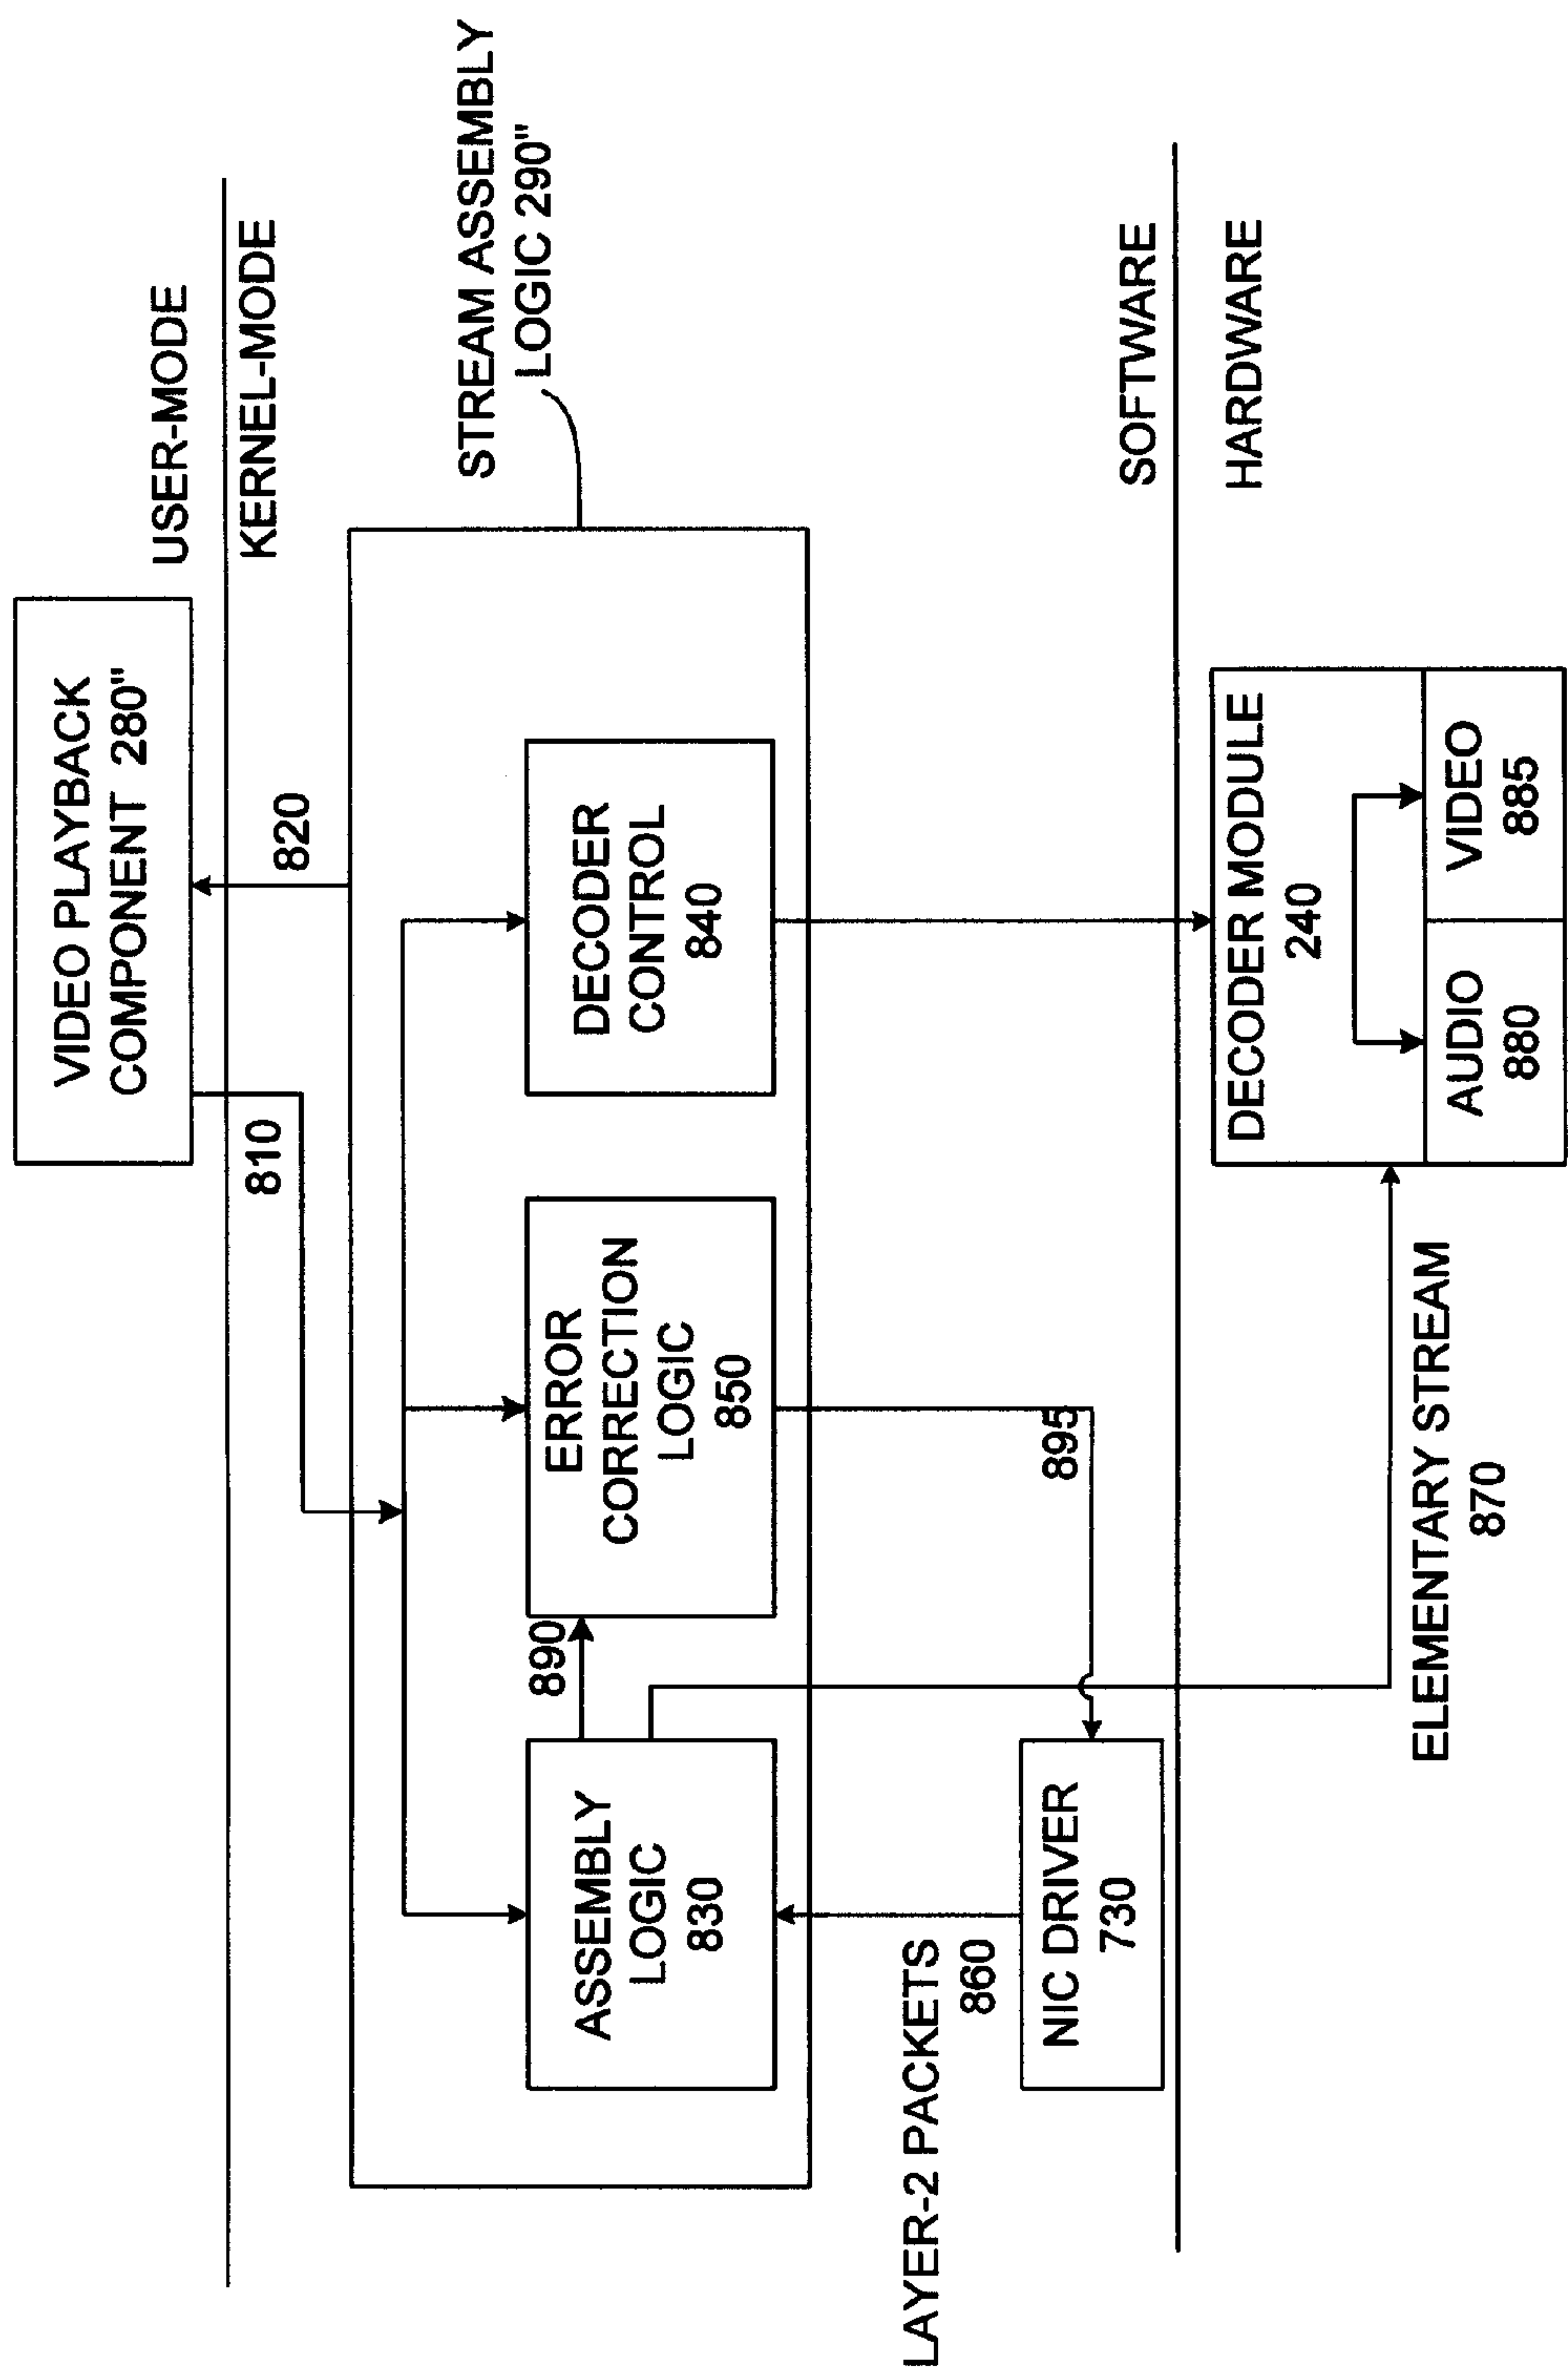 VIDEO PLAYBACK
COMPONENT 280"
USER-MODE
KERNEL-MODE
810
820
STREAM ASSEMBLY
LOGIC 290"
ASSEMBLY
LOGIC
830
890
ERROR
CORRECTION
LOGIC
850
DECODER
CONTROL
840
LAYER-2 PACKETS
860
895
NIC DRIVER
730
SOFTWARE
HARDWARE
DECODER MODULE
240
AUDIO
880
VIDEO
885
ELEMENTARY STREAM
870